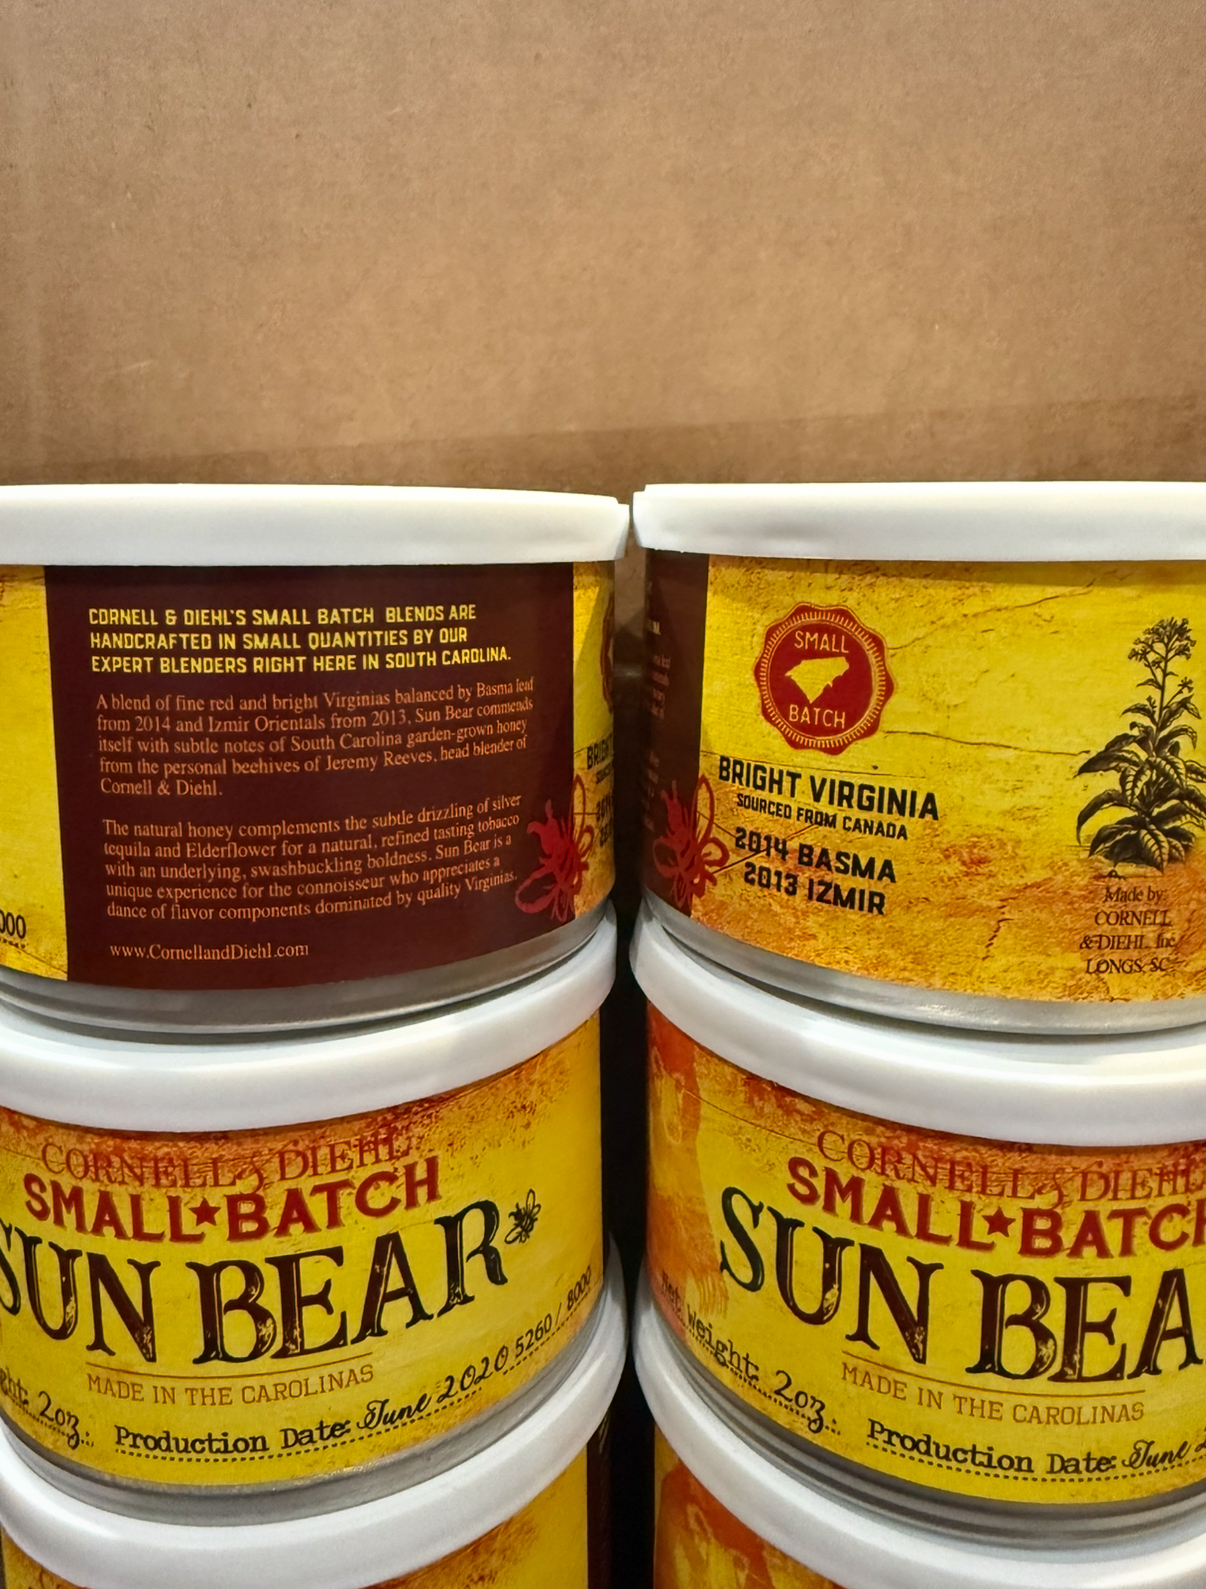 CORNELL & DIEHL'S SMALL BATCH BLENDS ARE
HANDCRAFTED IN SMALL QUANTITIES BY OUR
EXPERT BLENDERS RIGHT HERE IN SOUTH CAROLINA.
A blend of fine red and bright Virginias balanced by Basma leaf
from 2014 and Izmir Orientals from 2013, Sun Bear commends
itself with subtle notes of South Carolina garden-grown honey
from the personal beehives of Jeremy Reeves, head blender of
Cornell & Diehl.
The natural honey complements the subtle drizzling of silver
tequila and Elderflower for a natural, refined tasting tobacco
with an underlying, swashbuckling boldness. Sun Bear is a
unique experience for the connoisseur who appreciates a
dance of flavor components dominated by quality Virginias.
www.CornellandDiehl.com
SMALL
BATCH
BRIGHT VIRGINIA
SOURCED FROM CANADA
2014 BASMA
2013 IZMIR
Made by
CORNELL
& DIEHL, Inc.
LONGS, SC
CORNELL & DIEHL
SMALL★BATCH
SUN BEAR
MADE IN THE CAROLINAS
2oz.
Production Date: June 2020 5260 / 8000
CORNELL & DIEHL
SMALL★BATCH
SUN BEA
MADE IN THE CAROLINAS
Net weight: 2oz.
Production Date: June